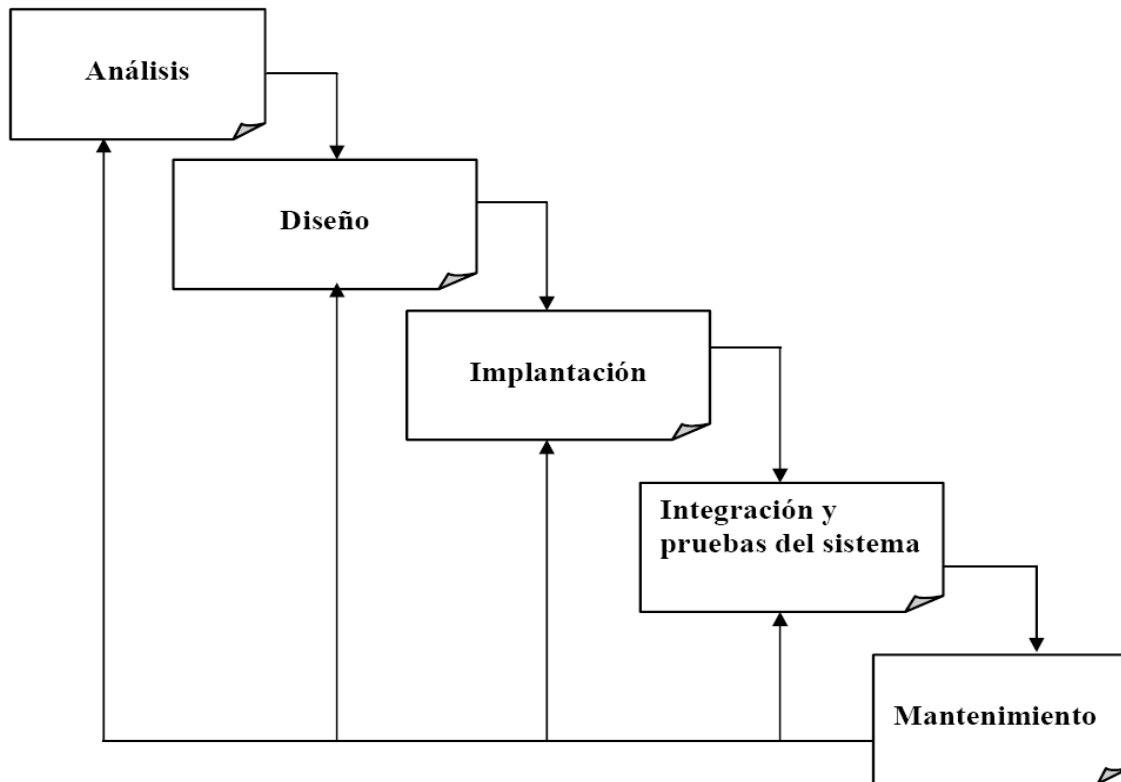 Análisis
Diseño
Implantación
Integración y
pruebas del sistema
Mantenimiento